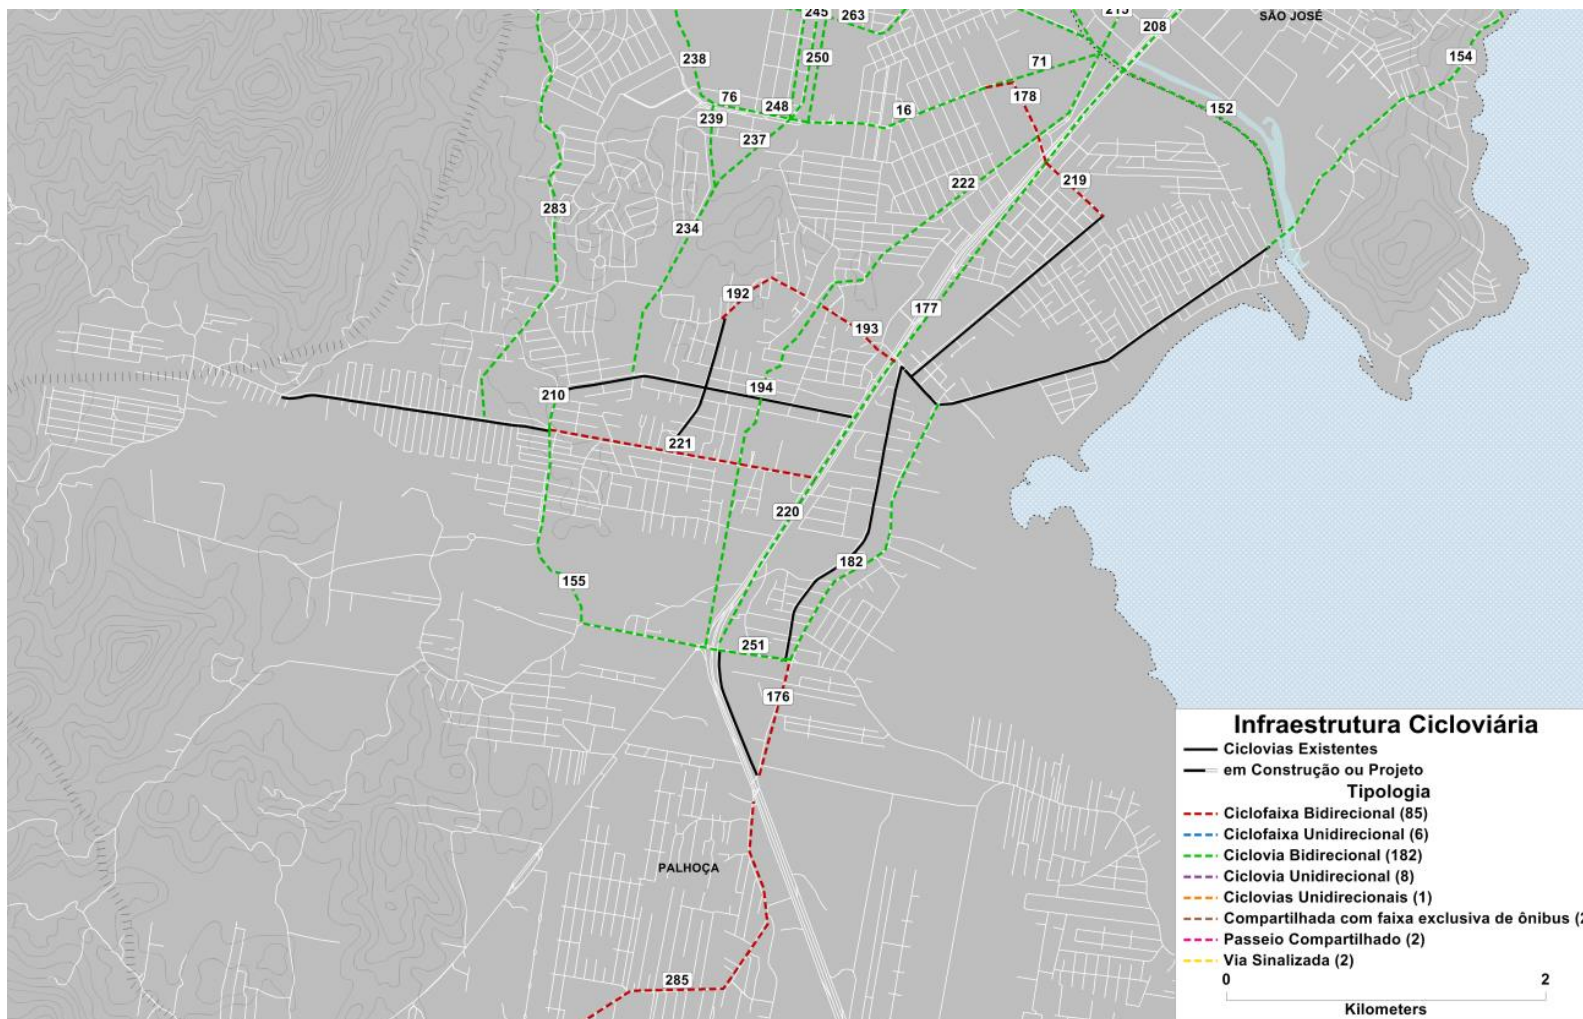 245
263
213
208
SÃO JOSÉ
238
250
71
154
76
248
178
16
152
239
237
222
219
283
234
192
177
193
210
194
221
220
182
155
251
176
PALHOÇA
285
Infraestrutura Cicloviária
Ciclovias Existentes
em Construção ou Projeto
Tipologia
Ciclofaixa Bidirecional (85)
Ciclofaixa Unidirecional (6)
Ciclovia Bidirecional (182)
Ciclovia Unidirecional (8)
Ciclovias Unidirecionais (1)
Compartilhada com faixa exclusiva de ônibus (2
Passeio Compartilhado (2)
Via Sinalizada (2)
0 2
Kilometers